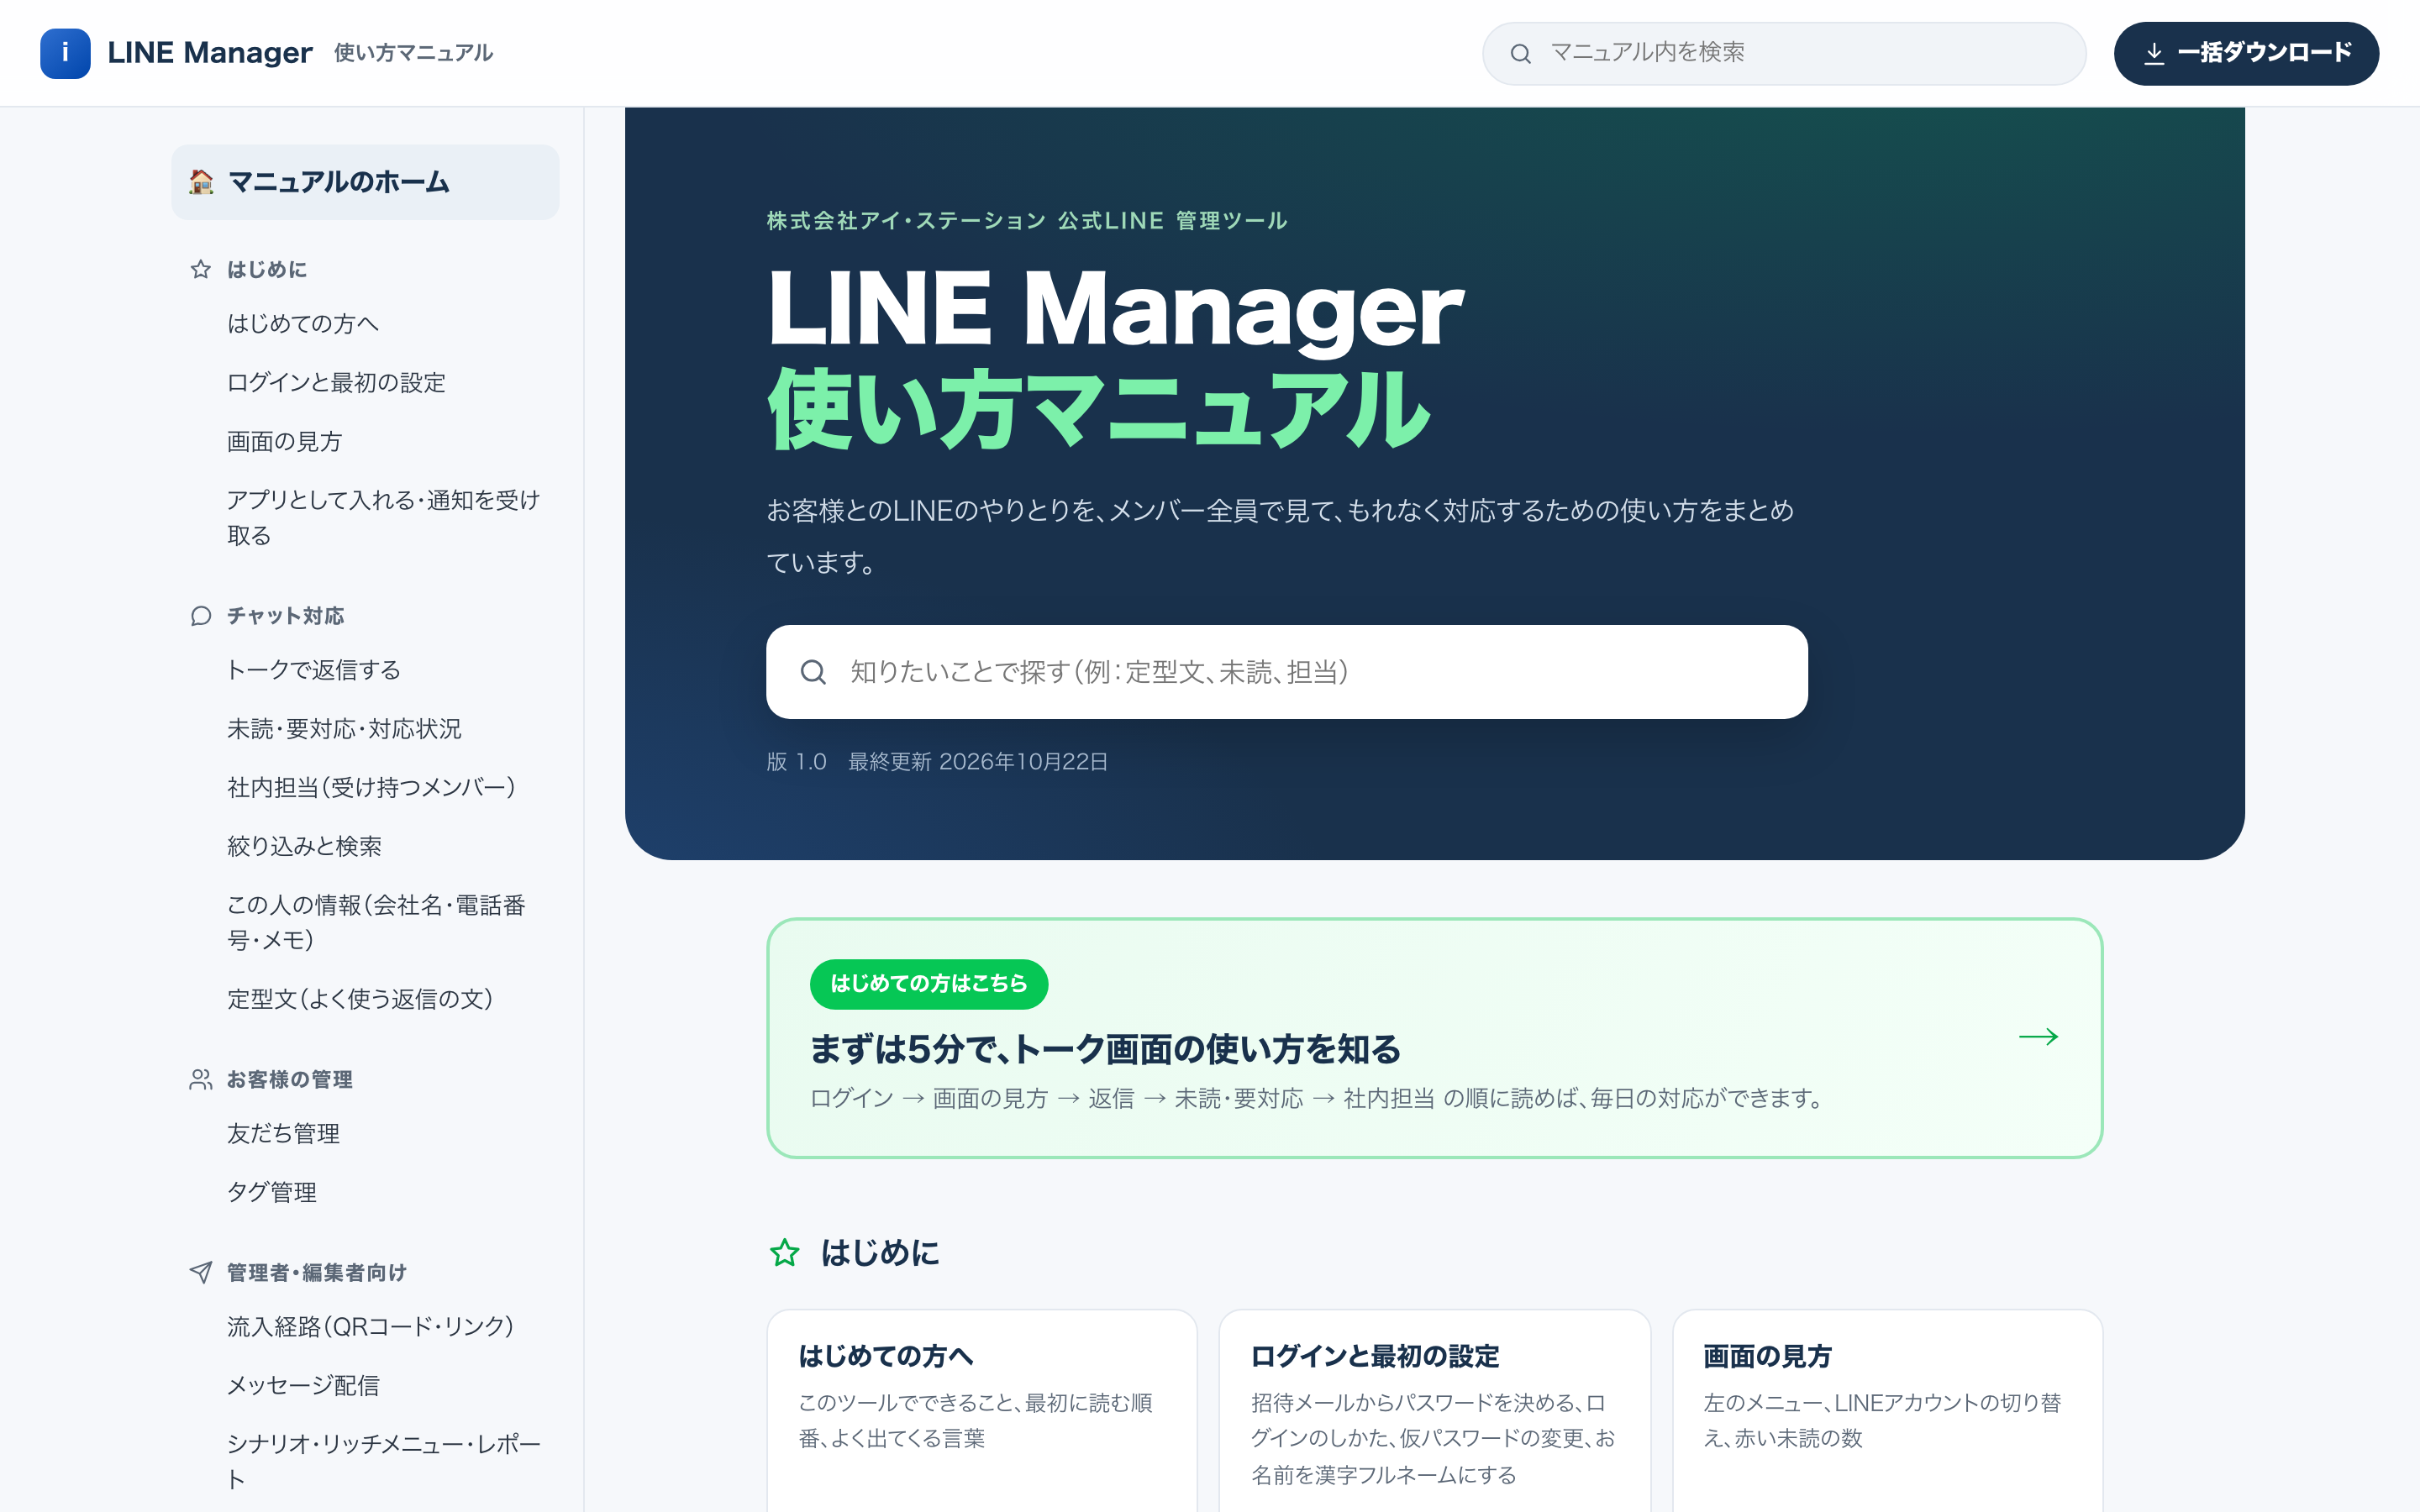 i
LINE Manager 使い方マニュアル
マニュアル内を検索
一括ダウンロード
マニュアルのホーム
はじめに
はじめての方へ
ログインと最初の設定
画面の見方
アプリとして入れる・通知を受け
取る
チャット対応
トークで返信する
未読・要対応・対応状況
社内担当（受け持つメンバー）
絞り込みと検索
この人の情報（会社名・電話番
号・メモ）
定型文（よく使う返信の文）
お客様の管理
友だち管理
タグ管理
管理者・編集者向け
流入経路（QRコード・リンク）
メッセージ配信
シナリオ・リッチメニュー・レポー
ト
株式会社アイ・ステーション 公式LINE 管理ツール
LINE Manager
使い方マニュアル
お客様とのLINEのやりとりを、メンバー全員で見て、もれなく対応するための使い方をまとめ
ています。
知りたいことで探す（例：定型文、未読、担当）
版 1.0　最終更新 2026年10月22日
はじめての方はこちら
まずは5分で、トーク画面の使い方を知る
ログイン → 画面の見方 → 返信 → 未読・要対応 → 社内担当 の順に読めば、毎日の対応ができます。
→
はじめに
はじめての方へ
このツールでできること、最初に読む順
番、よく出てくる言葉
ログインと最初の設定
招待メールからパスワードを決める、ロ
グインのしかた、仮パスワードの変更、お
名前を漢字フルネームにする
画面の見方
左のメニュー、LINEアカウントの切り替
え、赤い未読の数